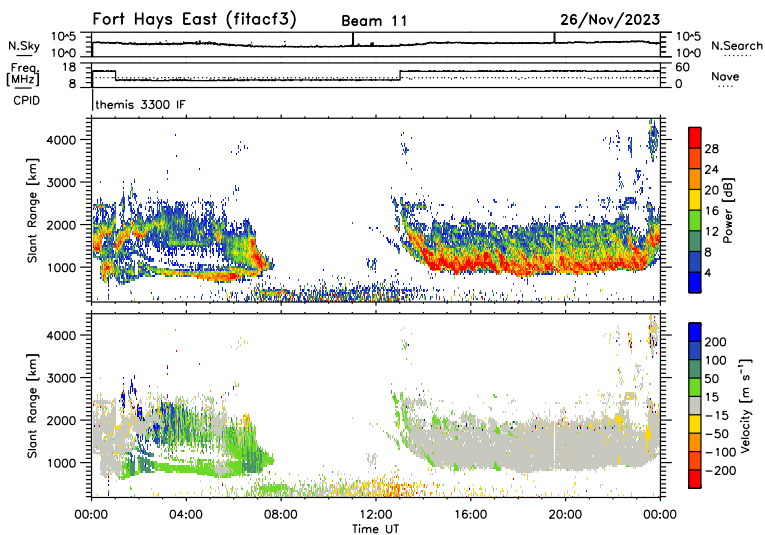 Fort Hays East (fitacf3) Beam 11 26/Nov/2023
N.Sky 10^5 10^0 10^5 10^0 N.Search
Freq. [MHz] 18 8 60 0 Nave
CPID themis 3300 IF
Slant Range [km] 4000 3000 2000 1000
Power [dB] 28 24 20 16 12 8 4
Slant Range [km] 4000 3000 2000 1000
Velocity [m s⁻¹] 200 100 50 15 −15 −50 −100 −200
00:00 04:00 08:00 12:00 16:00 20:00 00:00
Time UT